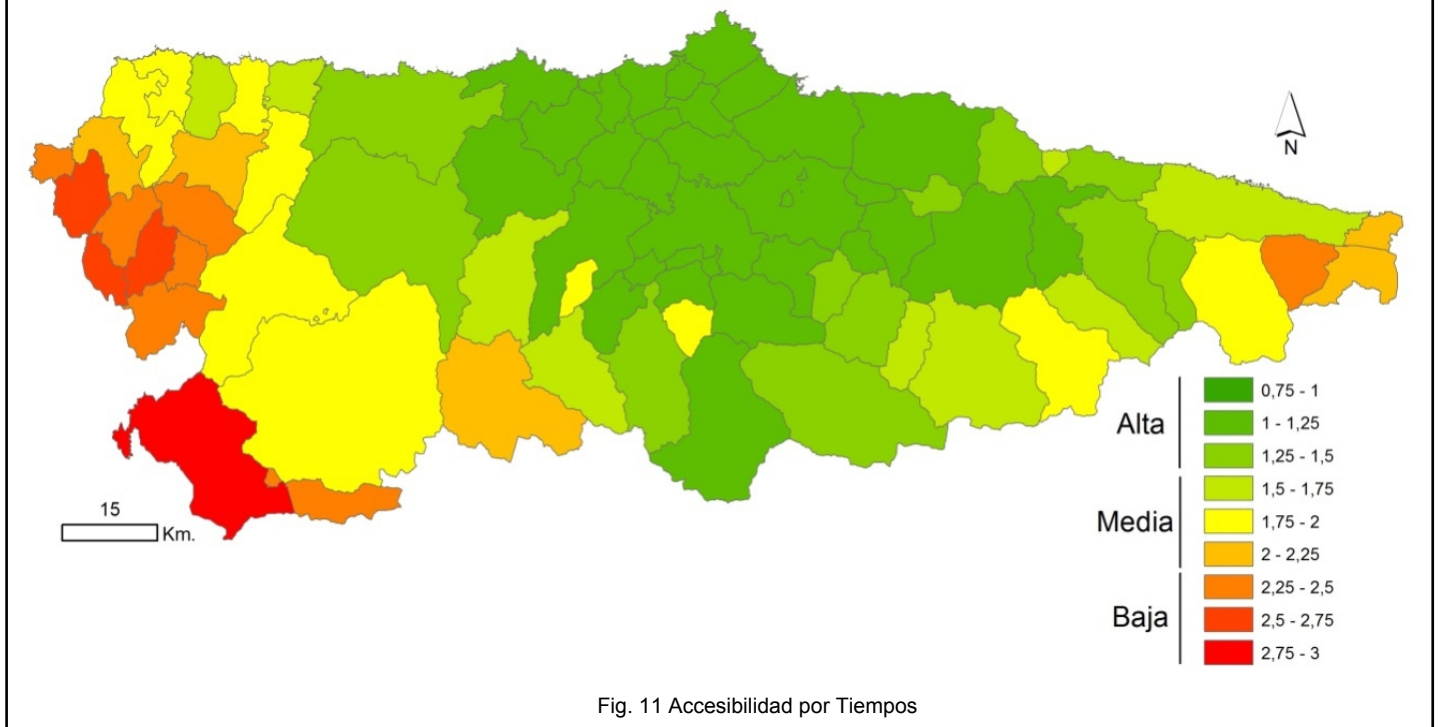 N
Alta
0,75 - 1
1 - 1,25
1,25 - 1,5
Media
1,5 - 1,75
1,75 - 2
2 - 2,25
Baja
2,25 - 2,5
2,5 - 2,75
2,75 - 3
15
Km.
Fig. 11 Accesibilidad por Tiempos